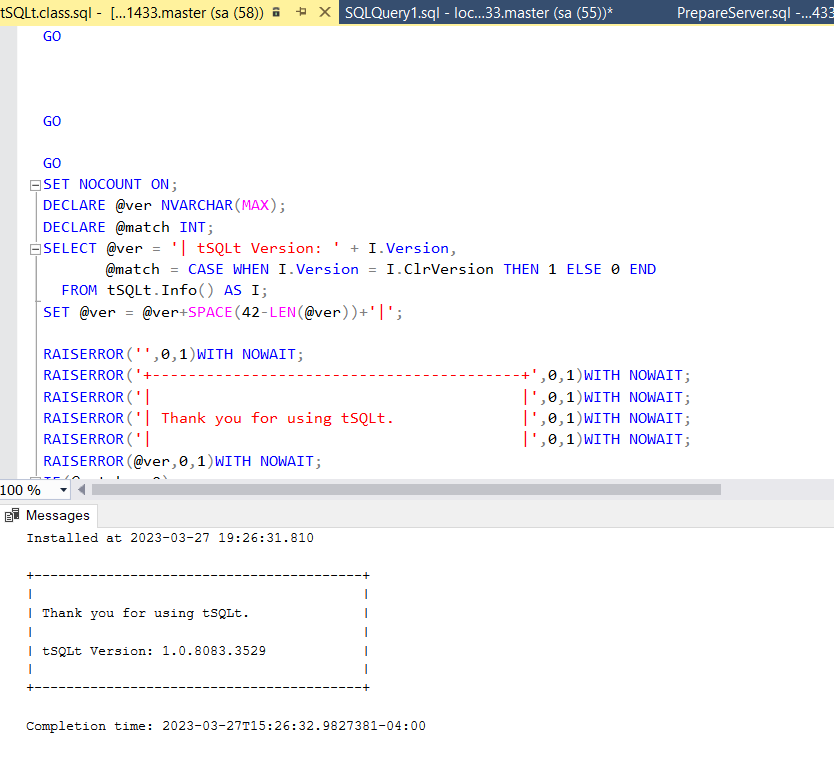 tSQLt.class.sql - [...1433.master (sa (58)) SQLQuery1.sql - loc...33.master (sa (55))* PrepareServer.sql -...433
GO
GO
GO
SET NOCOUNT ON;
DECLARE @ver NVARCHAR(MAX);
DECLARE @match INT;
SELECT @ver = '| tSQLt Version: ' + I.Version,
@match = CASE WHEN I.Version = I.ClrVersion THEN 1 ELSE 0 END
FROM tSQLt.Info() AS I;
SET @ver = @ver+SPACE(42-LEN(@ver))+'|';
RAISERROR('',0,1)WITH NOWAIT;
RAISERROR('+-----------------------------------------+',0,1)WITH NOWAIT;
RAISERROR('|                                         |',0,1)WITH NOWAIT;
RAISERROR('| Thank you for using tSQLt.              |',0,1)WITH NOWAIT;
RAISERROR('|                                         |',0,1)WITH NOWAIT;
RAISERROR(@ver,0,1)WITH NOWAIT;
100 %
Messages
Installed at 2023-03-27 19:26:31.810
+-----------------------------------------+
|                                         |
| Thank you for using tSQLt.              |
|                                         |
| tSQLt Version: 1.0.8083.3529            |
|                                         |
+-----------------------------------------+
Completion time: 2023-03-27T15:26:32.9827381-04:00